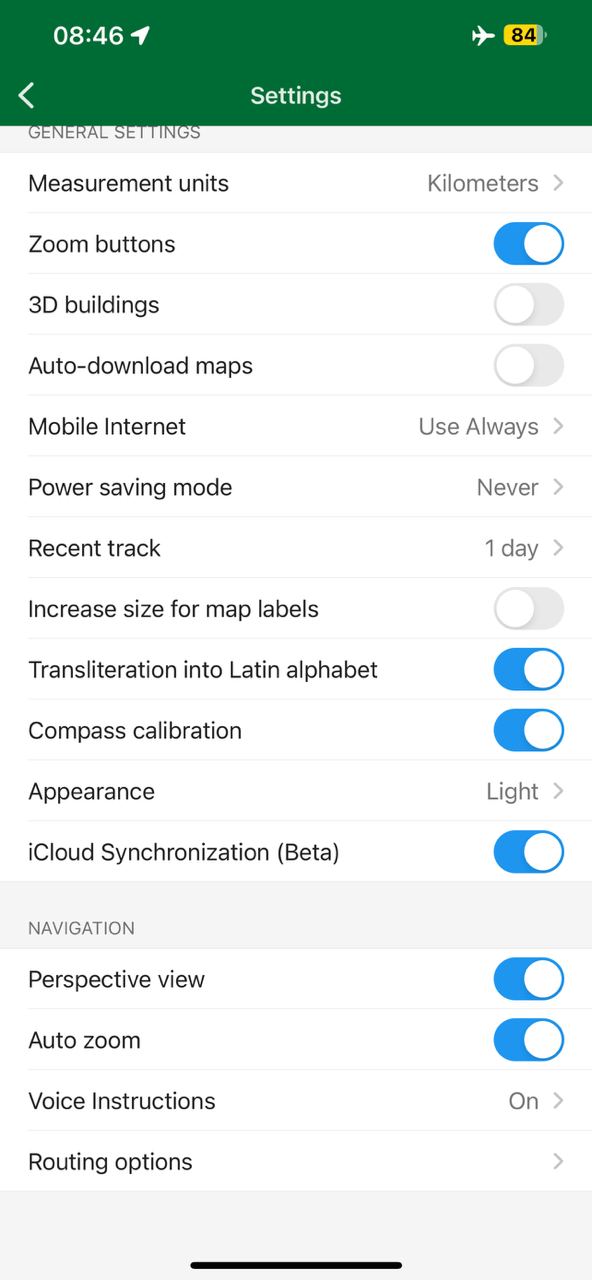 08:46
84
Settings
GENERAL SETTINGS
Measurement units Kilometers
Zoom buttons
3D buildings
Auto-download maps
Mobile Internet Use Always
Power saving mode Never
Recent track 1 day
Increase size for map labels
Transliteration into Latin alphabet
Compass calibration
Appearance Light
iCloud Synchronization (Beta)
NAVIGATION
Perspective view
Auto zoom
Voice Instructions On
Routing options